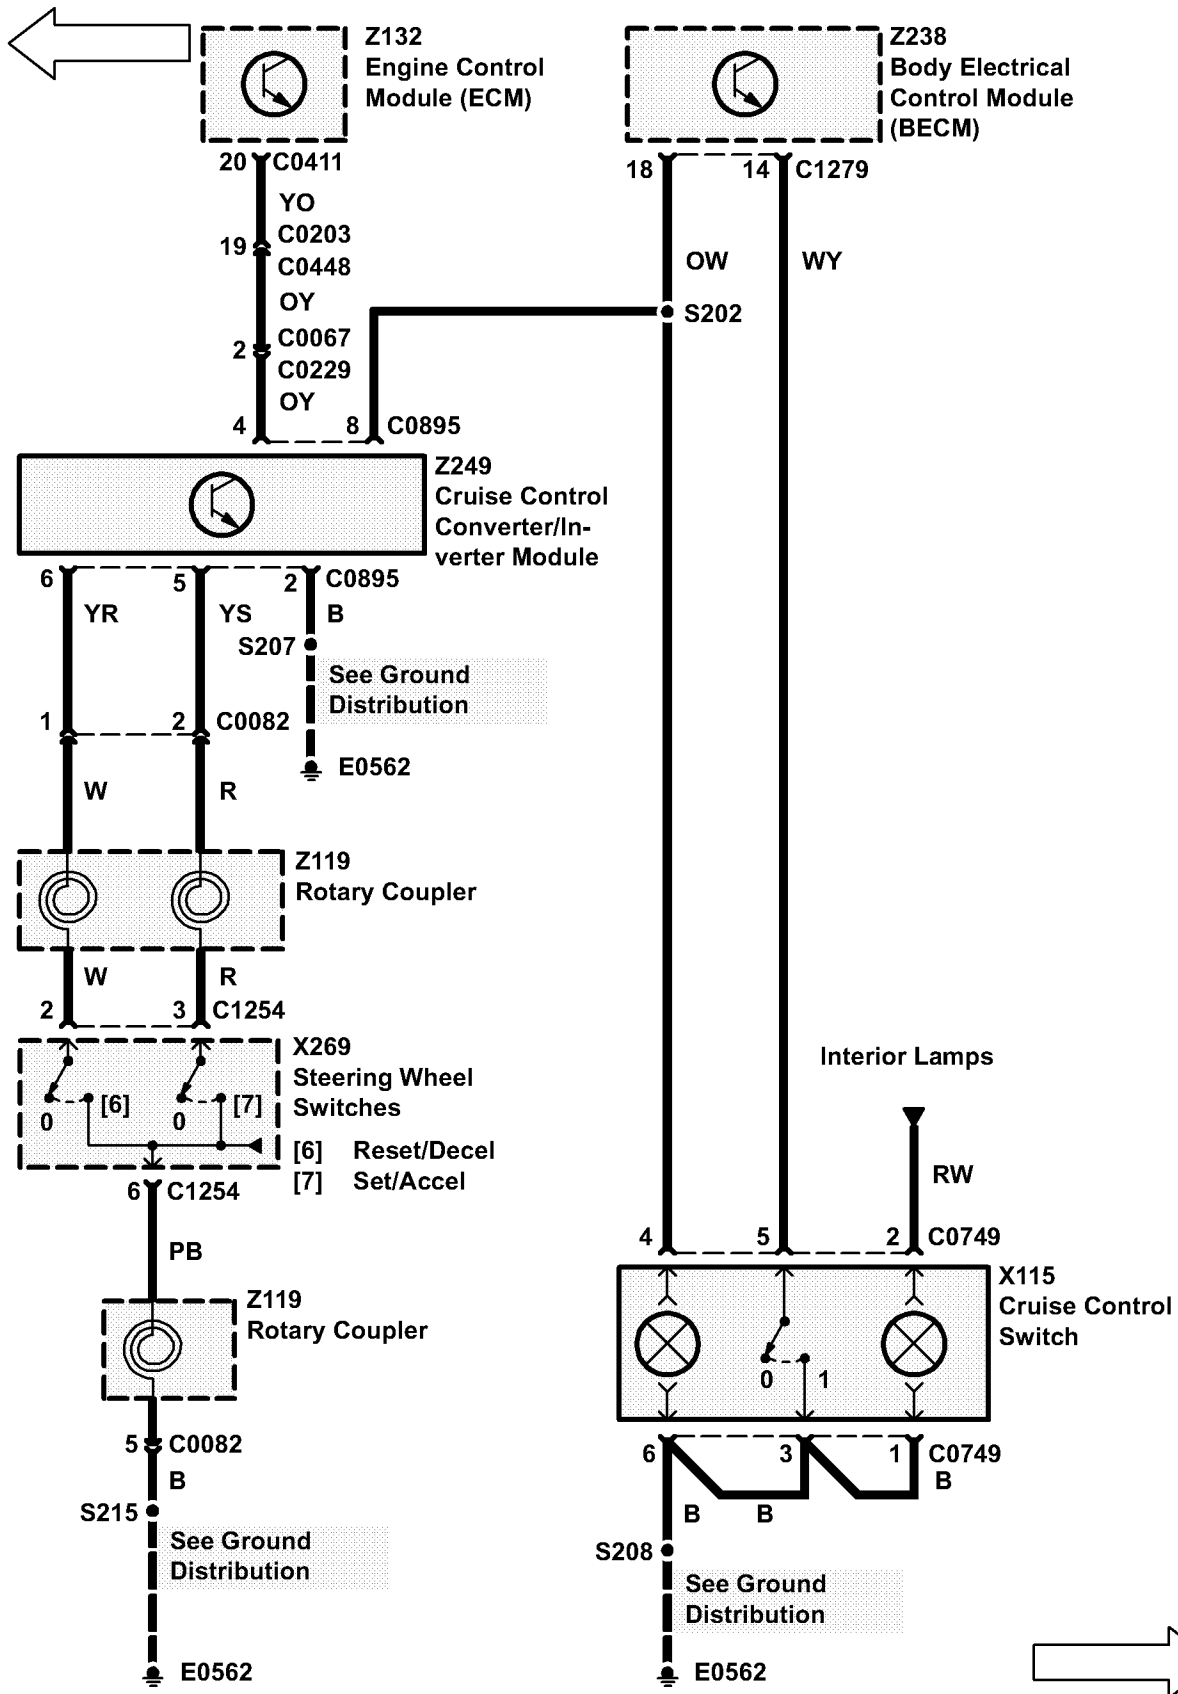 Z132
Engine Control
Module (ECM)
Z238
Body Electrical
Control Module
(BECM)
20 C0411
18 14 C1279
YO
19 C0203
C0448
OW WY
OY
S202
2 C0067
C0229
OY
4 8 C0895
Z249
Cruise Control
Converter/In-
verter Module
6 5 2 C0895
YR YS B
S207
See Ground
Distribution
1 2 C0082
E0562
W R
Z119
Rotary Coupler
W R
2 3 C1254
X269
Steering Wheel
Switches
Interior Lamps
0 [6] 0 [7]
[6] Reset/Decel
[7] Set/Accel
6 C1254
RW
PB
4 5 2 C0749
X115
Cruise Control
Switch
Z119
Rotary Coupler
0 1
5 C0082
6 3 1 C0749
B
B B B
S215
See Ground
Distribution
S208
See Ground
Distribution
E0562
E0562